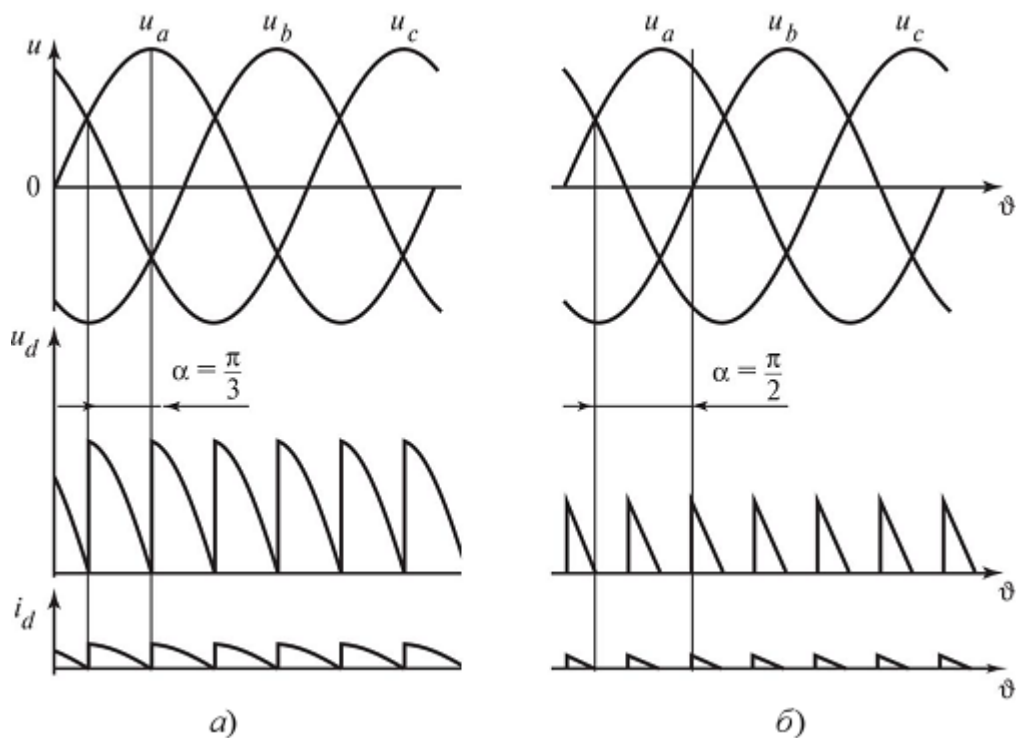 u
u_a
u_b
u_c
0
u_d
α = π/3
i_d
а)
u_a
u_b
u_c
ϑ
α = π/2
ϑ
ϑ
б)